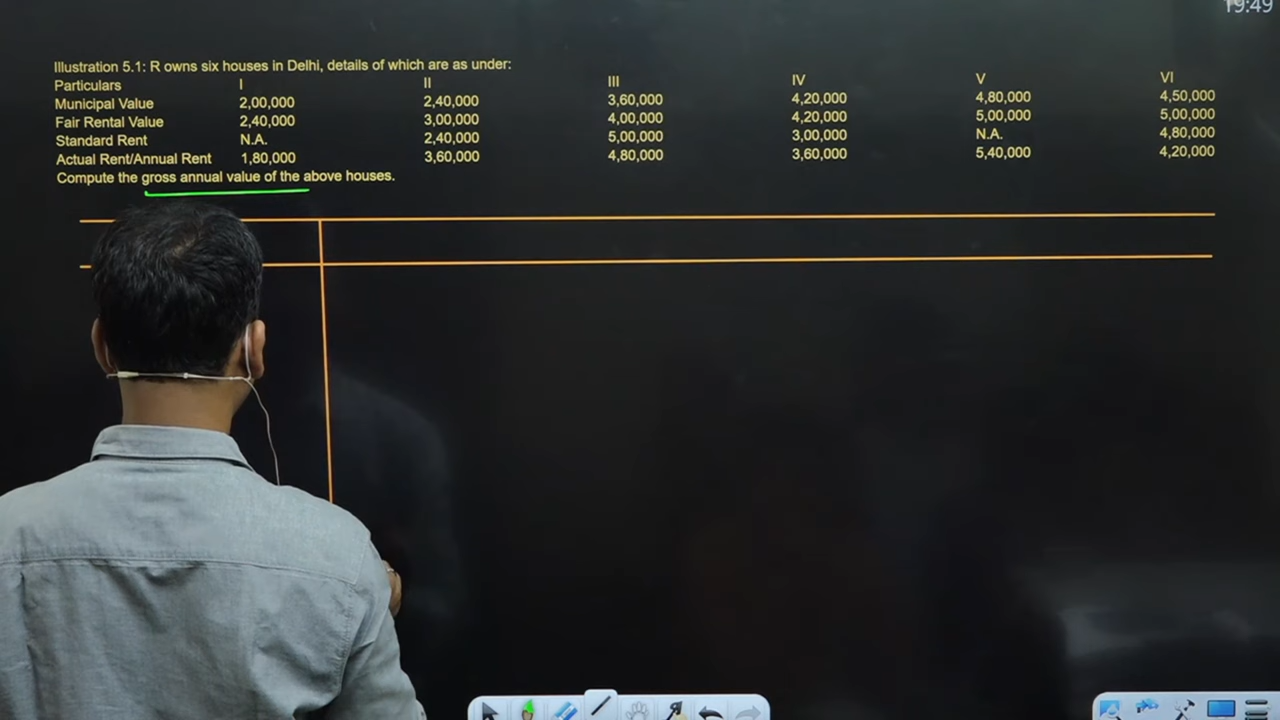 19:49
Illustration 5.1: R owns six houses in Delhi, details of which are as under:
Particulars I II III IV V VI
Municipal Value 2,00,000 2,40,000 3,60,000 4,20,000 4,80,000 4,50,000
Fair Rental Value 2,40,000 3,00,000 4,00,000 4,20,000 5,00,000 5,00,000
Standard Rent N.A. 2,40,000 5,00,000 3,00,000 N.A. 4,80,000
Actual Rent/Annual Rent 1,80,000 3,60,000 4,80,000 3,60,000 5,40,000 4,20,000
Compute the gross annual value of the above houses.